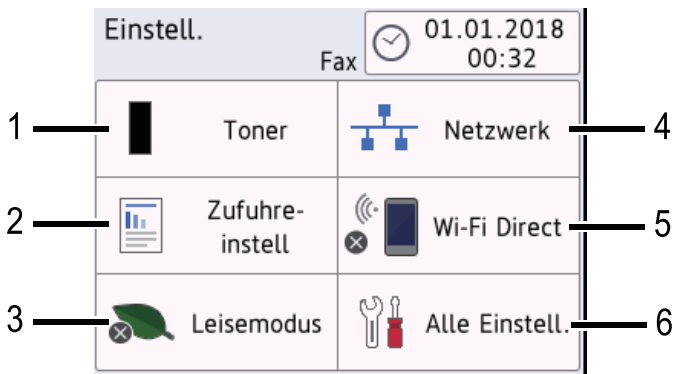 Einstell.
Fax
01.01.2018
00:32
1
Toner
Netzwerk
4
2
Zufuhre-
instell
Wi-Fi Direct
5
3
Leisemodus
Alle Einstell.
6